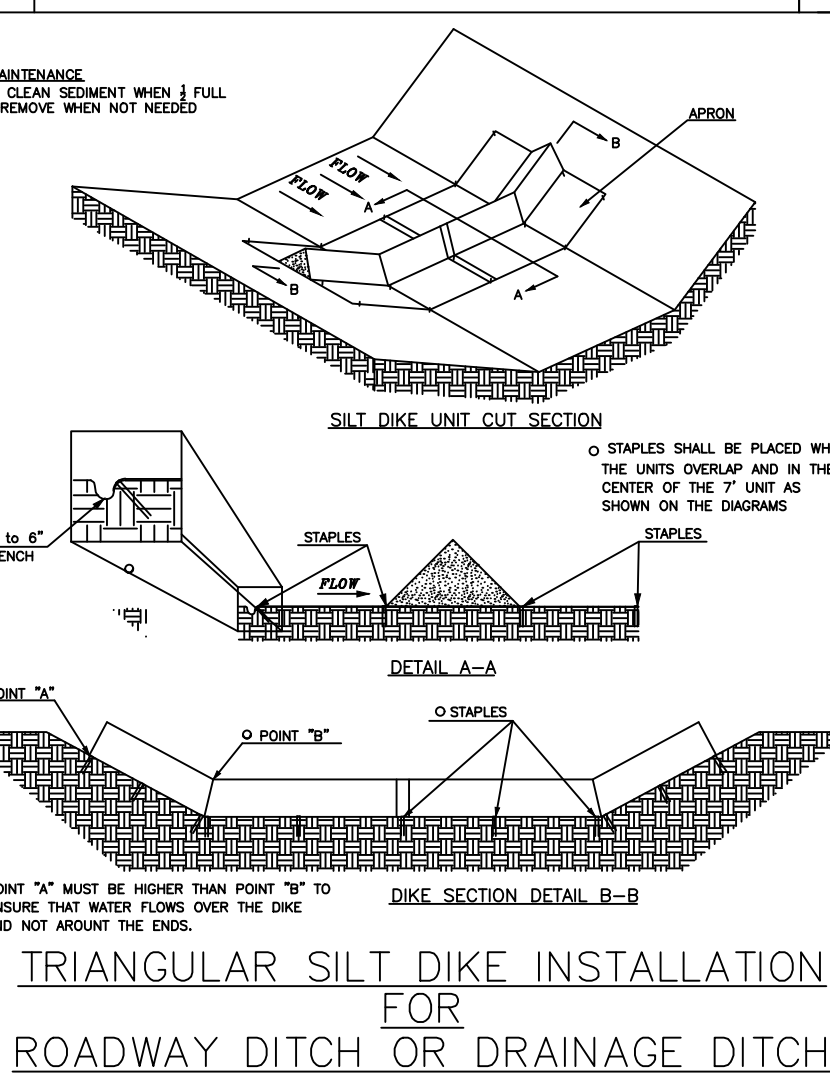 AINTENANCE
CLEAN SEDIMENT WHEN ½ FULL
REMOVE WHEN NOT NEEDED
APRON
B
FLOW
FLOW
A
B
A
SILT DIKE UNIT CUT SECTION
STAPLES SHALL BE PLACED WH
THE UNITS OVERLAP AND IN THE
CENTER OF THE 7' UNIT AS
SHOWN ON THE DIAGRAMS
to 6"
ENCH
STAPLES
STAPLES
FLOW
DETAIL A-A
OINT "A"
POINT "B"
STAPLES
OINT "A" MUST BE HIGHER THAN POINT "B" TO
NSURE THAT WATER FLOWS OVER THE DIKE
ND NOT AROUNT THE ENDS.
DIKE SECTION DETAIL B-B
TRIANGULAR SILT DIKE INSTALLATION
FOR
ROADWAY DITCH OR DRAINAGE DITCH